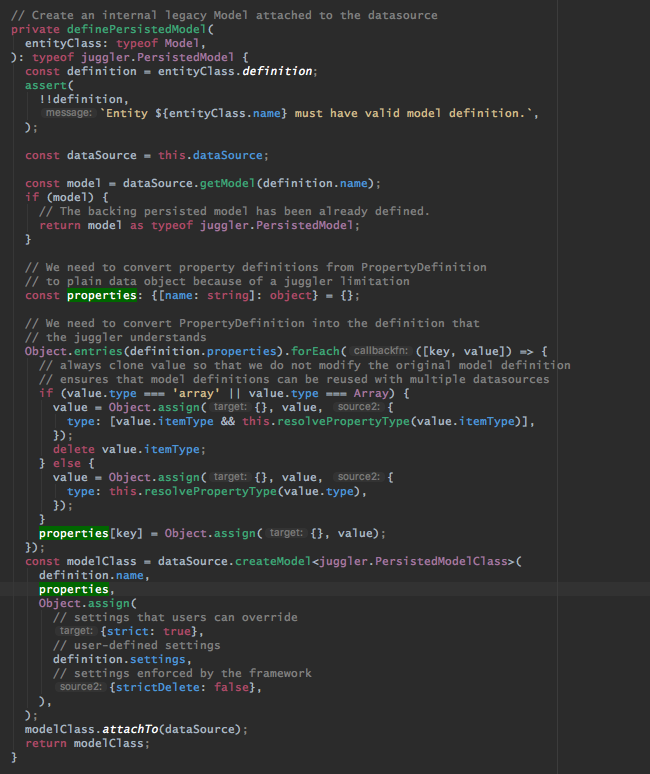 // Create an internal legacy Model attached to the datasource
private definePersistedModel(
  entityClass: typeof Model,
): typeof juggler.PersistedModel {
  const definition = entityClass.definition;
  assert(
    !!definition,
    message: `Entity ${entityClass.name} must have valid model definition.`,
  );

  const dataSource = this.dataSource;

  const model = dataSource.getModel(definition.name);
  if (model) {
    // The backing persisted model has been already defined.
    return model as typeof juggler.PersistedModel;
  }

  // We need to convert property definitions from PropertyDefinition
  // to plain data object because of a juggler limitation
  const properties: {[name: string]: object} = {};

  // We need to convert PropertyDefinition into the definition that
  // the juggler understands
  Object.entries(definition.properties).forEach( callbackfn: ([key, value]) => {
    // always clone value so that we do not modify the original model definition
    // ensures that model definitions can be reused with multiple datasources
    if (value.type === 'array' || value.type === Array) {
      value = Object.assign( target: {}, value, source2: {
        type: [value.itemType && this.resolvePropertyType(value.itemType)],
      });
      delete value.itemType;
    } else {
      value = Object.assign( target: {}, value, source2: {
        type: this.resolvePropertyType(value.type),
      });
    }
    properties[key] = Object.assign( target: {}, value);
  });
  const modelClass = dataSource.createModel<juggler.PersistedModelClass>(
    definition.name,
    properties,
    Object.assign(
      // settings that users can override
      target: {strict: true},
      // user-defined settings
      definition.settings,
      // settings enforced by the framework
      source2: {strictDelete: false},
    ),
  );
  modelClass.attachTo(dataSource);
  return modelClass;
}